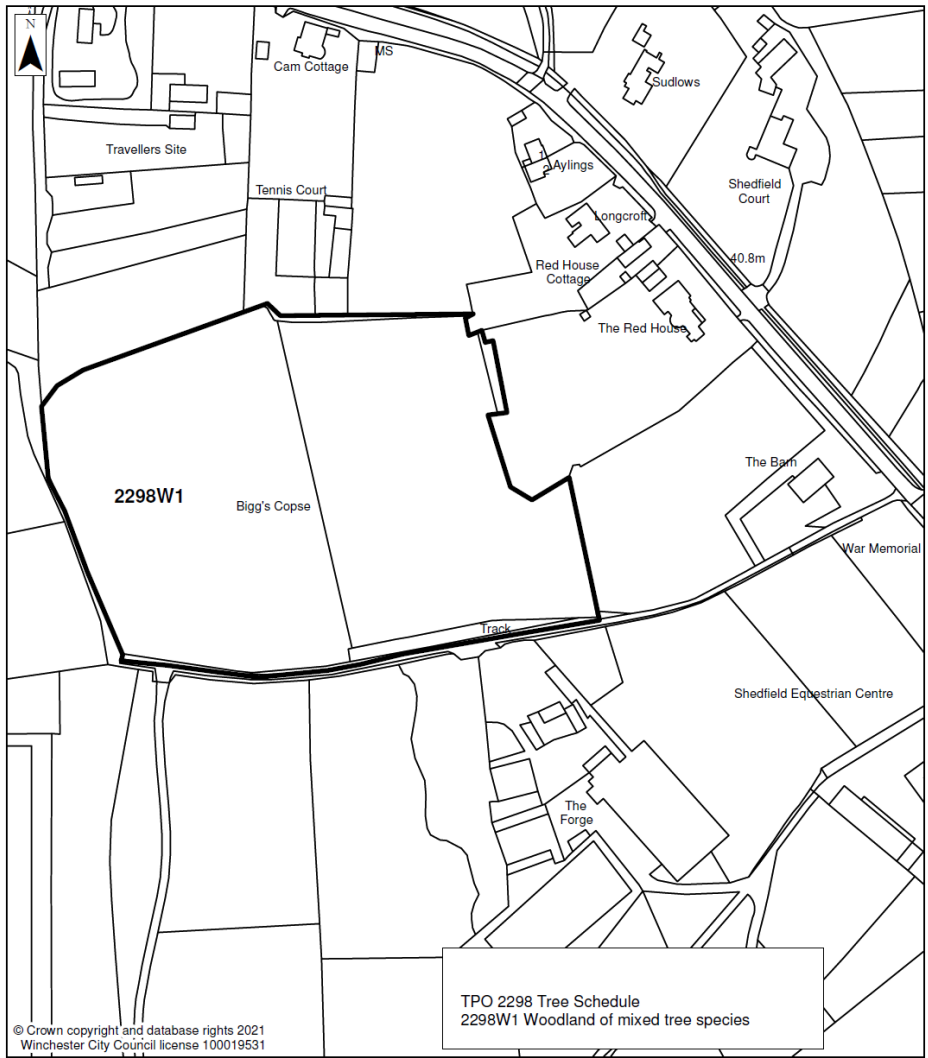 N
MS
Cam Cottage
Sudlows
Travellers Site
1
2
Aylings
Tennis Court
Shedfield
Court
Longcroft
40.8m
Red House
Cottage
The Red House
The Barn
2298W1
Bigg's Copse
War Memorial
Track
Shedfield Equestrian Centre
The
Forge
TPO 2298 Tree Schedule
2298W1 Woodland of mixed tree species
© Crown copyright and database rights 2021
Winchester City Council license 100019531